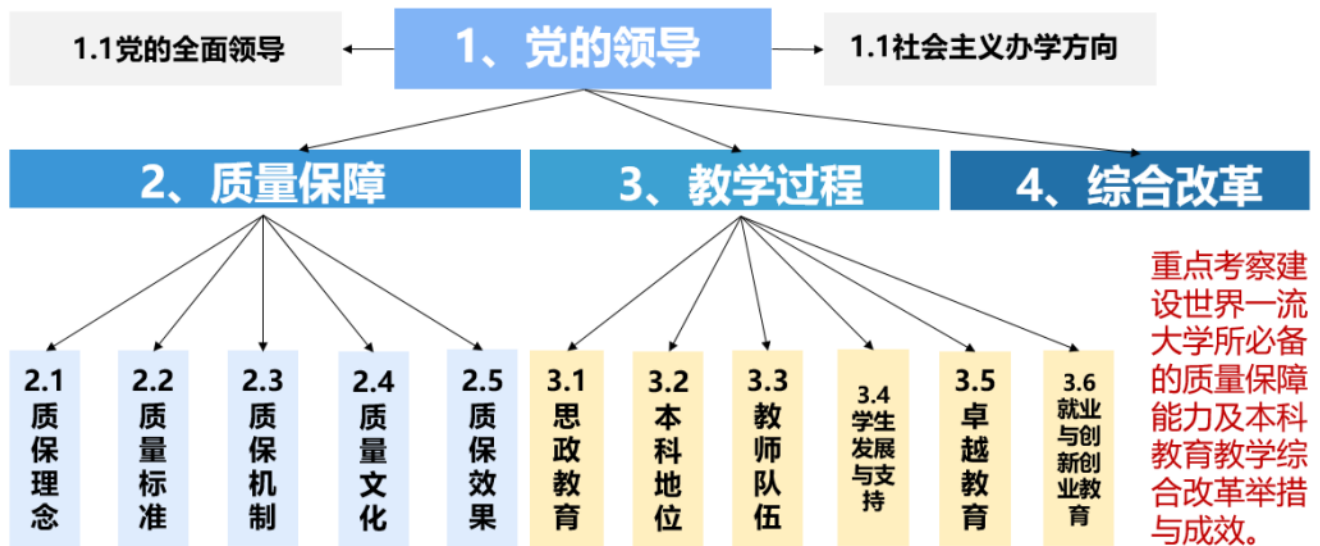 1.1党的全面领导
1、党的领导
1.1社会主义办学方向
2、质量保障
3、教学过程
4、综合改革
2.1
质
保
理
念
2.2
质
量
标
准
2.3
质
保
机
制
2.4
质
量
文
化
2.5
质
保
效
果
3.1
思
政
教
育
3.2
本
科
地
位
3.3
教
师
队
伍
3.4
学生
发展
与支
持
3.5
卓
越
教
育
3.6
就业
与创
新创
业教
育
重点考察建
设世界一流
大学所必备
的质量保障
能力及本科
教育教学综
合改革举措
与成效。